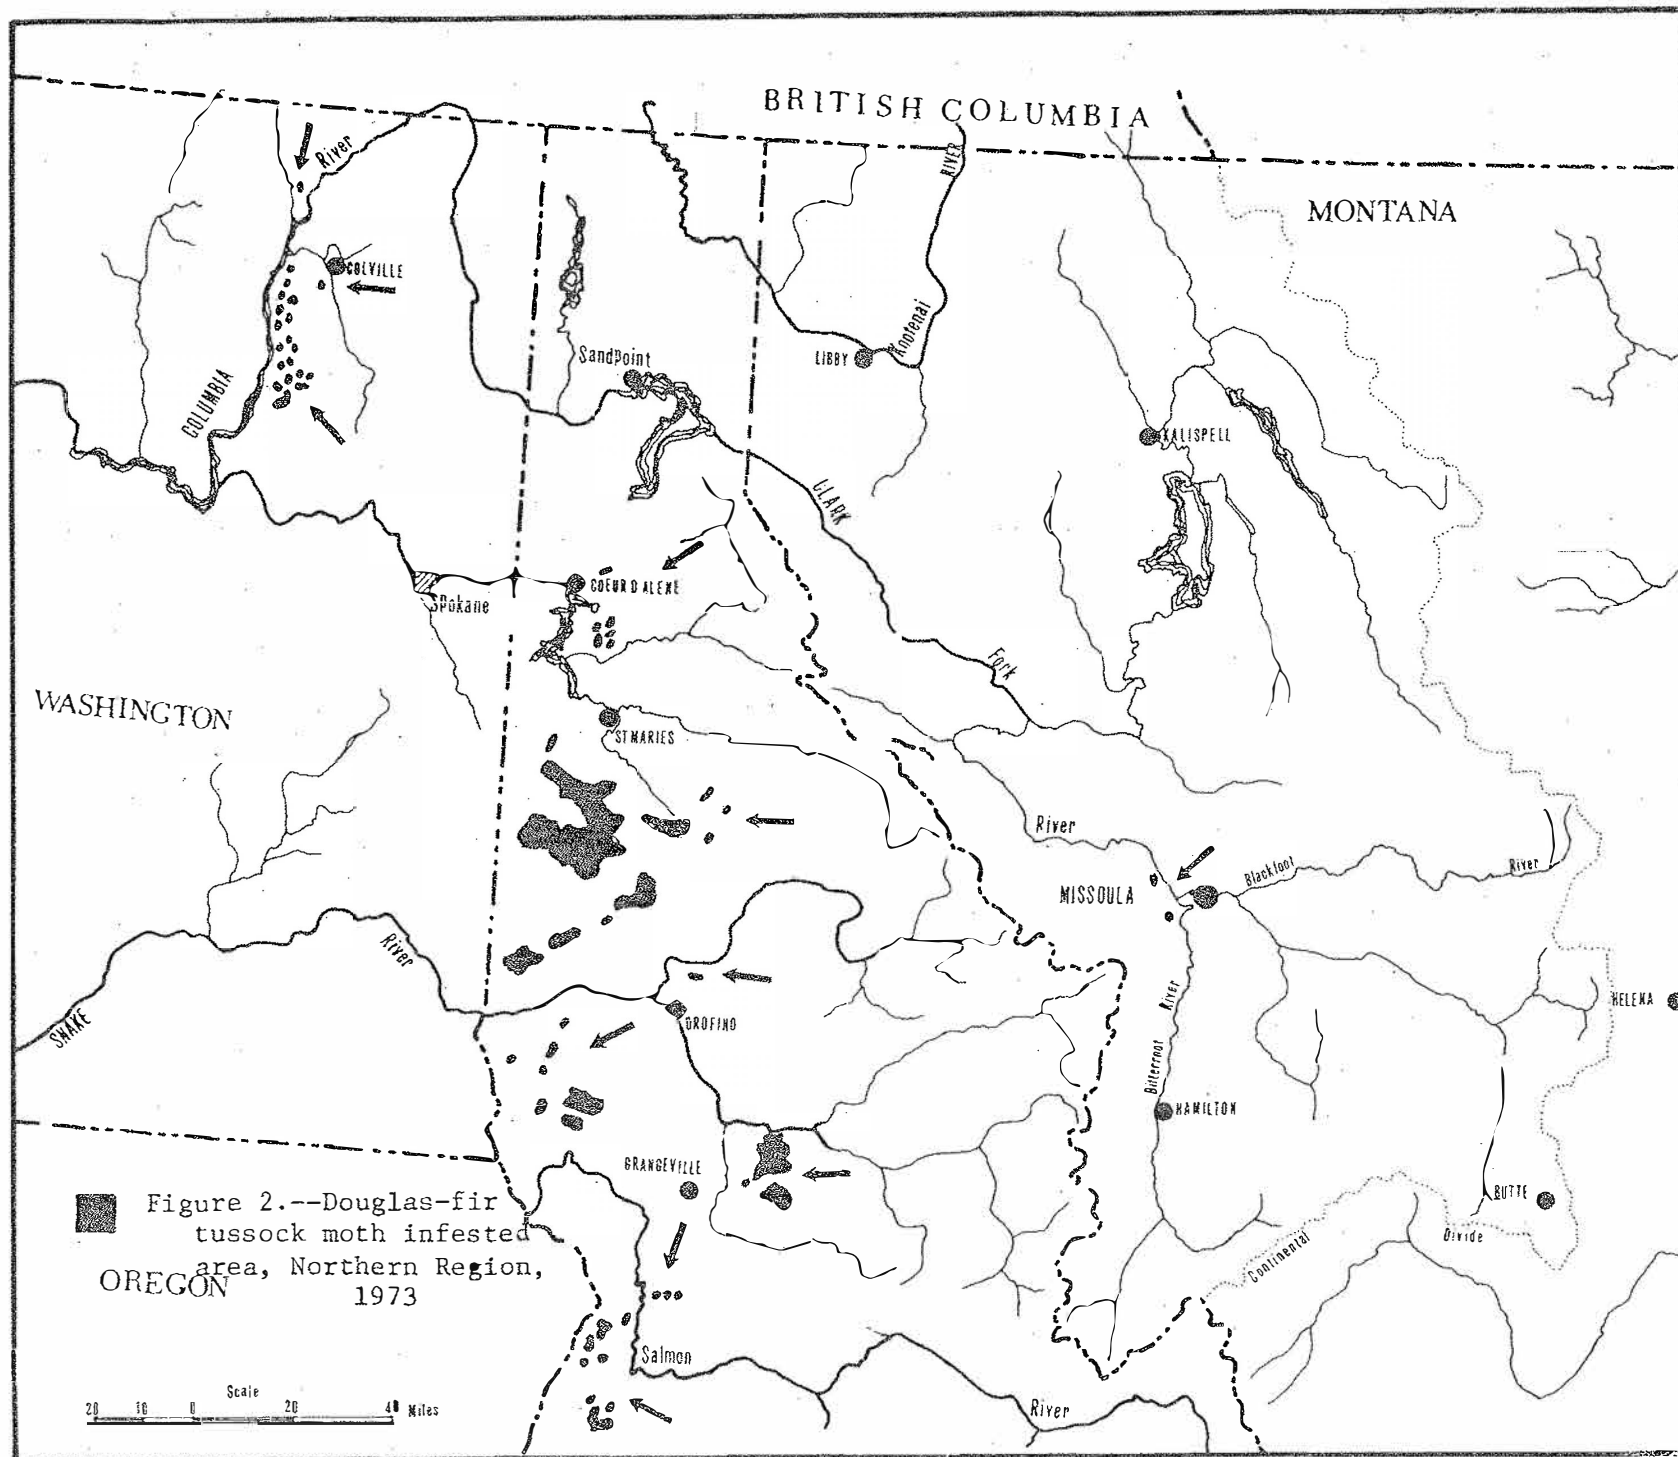 BRITISH COLUMBIA
MONTANA
River
RIVER
COLVILLE
Kootenai
Sandpoint
LIBBY
COLUMBIA
KALISPELL
CLARK
COEUR D ALENE
Spokane
Fork
WASHINGTON
ST MARIES
River
River
Blackfoot
MISSOULA
River
River
HELENA
SNAKE
OROFINO
Bitterroot
HAMILTON
GRANGEVILLE
BUTTE
Figure 2.--Douglas-fir
tussock moth infested
area, Northern Region,
1973
OREGON
Continental
Divide
Salmon
River
Scale
20 10 0 20 40 Miles